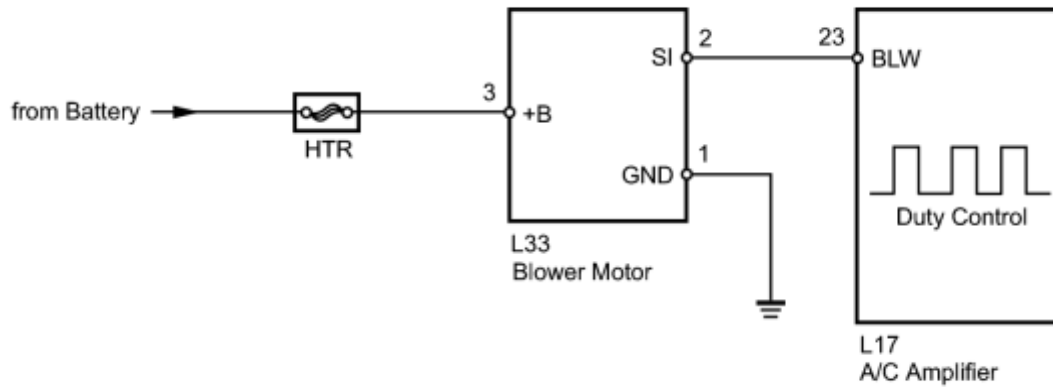 from Battery
HTR
3
+B
SI
2
GND
1
L33
Blower Motor
23
BLW
Duty Control
L17
A/C Amplifier